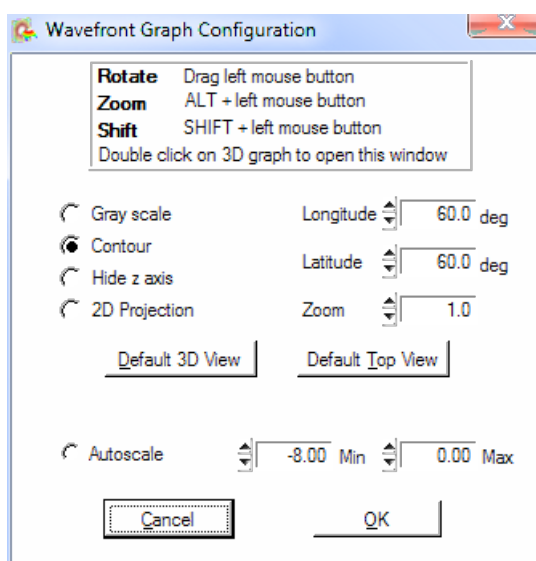 Wavefront Graph Configuration
X
Rotate Drag left mouse button
Zoom ALT + left mouse button
Shift SHIFT + left mouse button
Double click on 3D graph to open this window
Gray scale Longitude 60.0 deg
Contour Latitude 60.0 deg
Hide z axis
2D Projection Zoom 1.0
Default 3D View Default Top View
Autoscale -8.00 Min 0.00 Max
Cancel OK